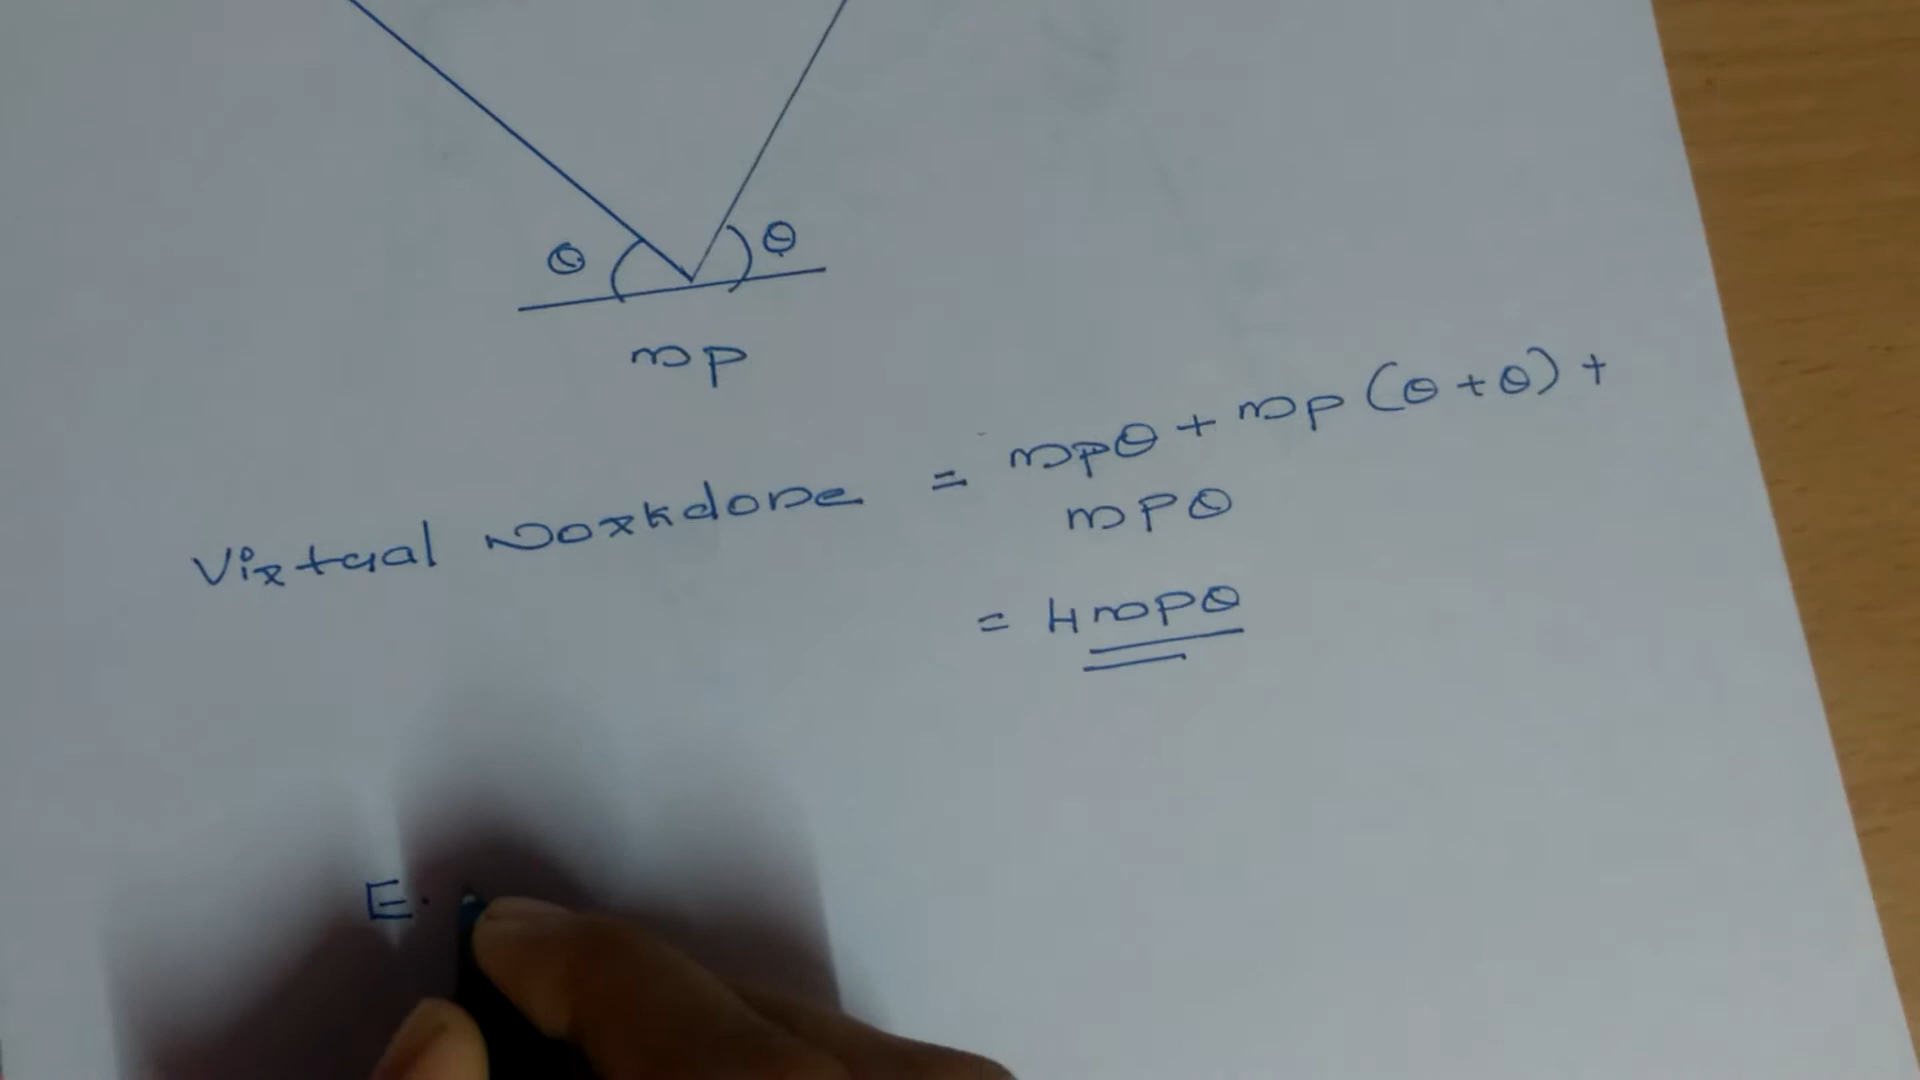 θ θ
mp
Virtual workdone = mpθ + mp(θ+θ) +
mpθ
= 4mpθ
E.